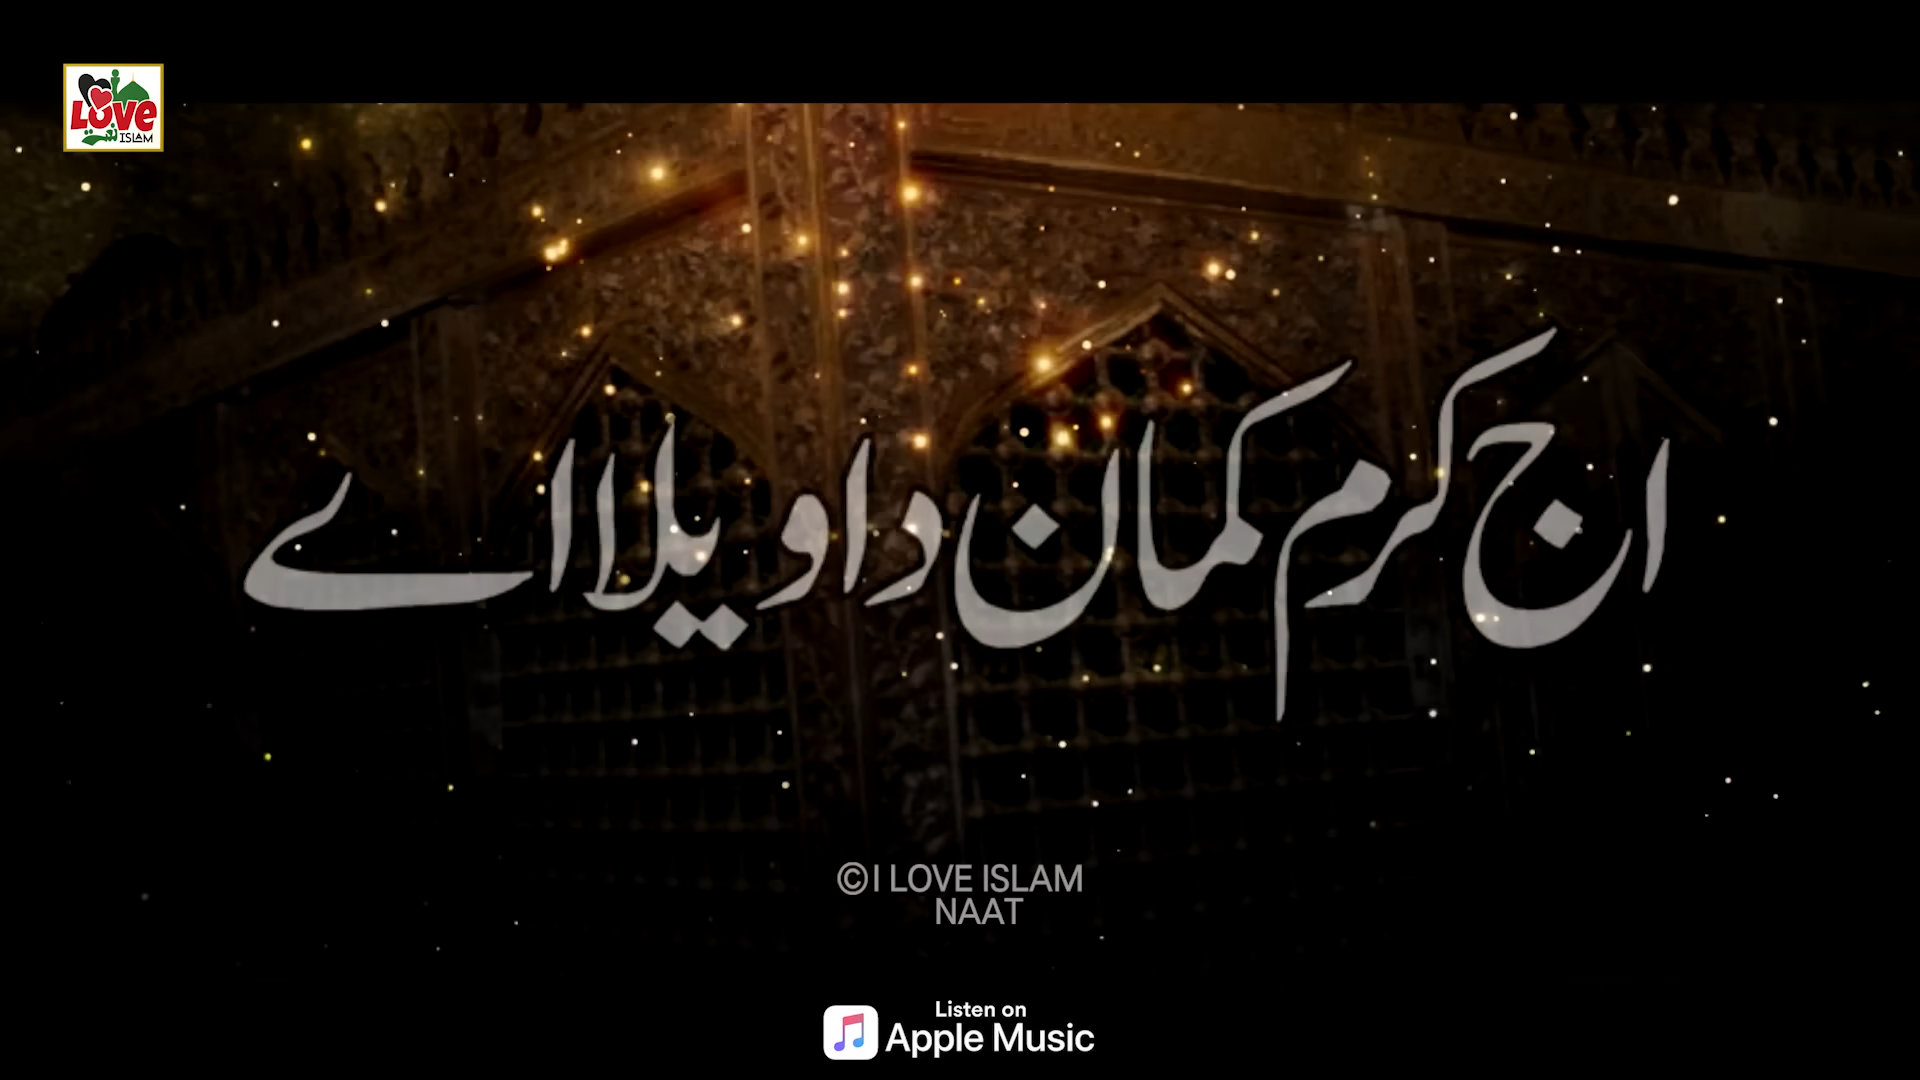 Love
ISLAM
اج کرم کمان دا ویلا اے
©I LOVE ISLAM
NAAT
Listen on
Apple Music